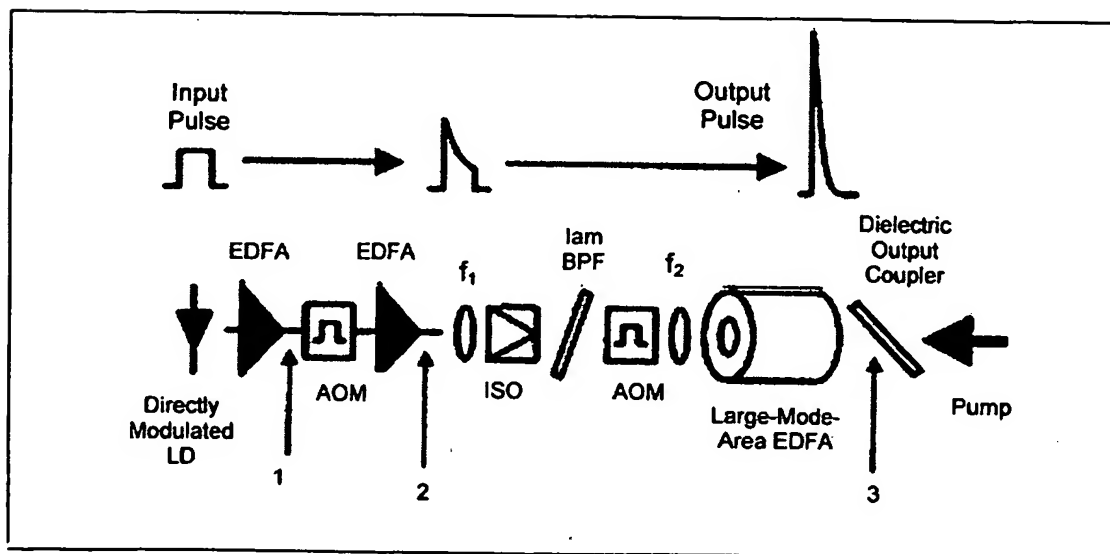 Input
Pulse
Output
Pulse
EDFA
EDFA
f1
Iam
BPF
f2
Dielectric
Output
Coupler
AOM
ISO
AOM
Directly
Modulated
LD
Large-Mode-
Area EDFA
Pump
1
2
3